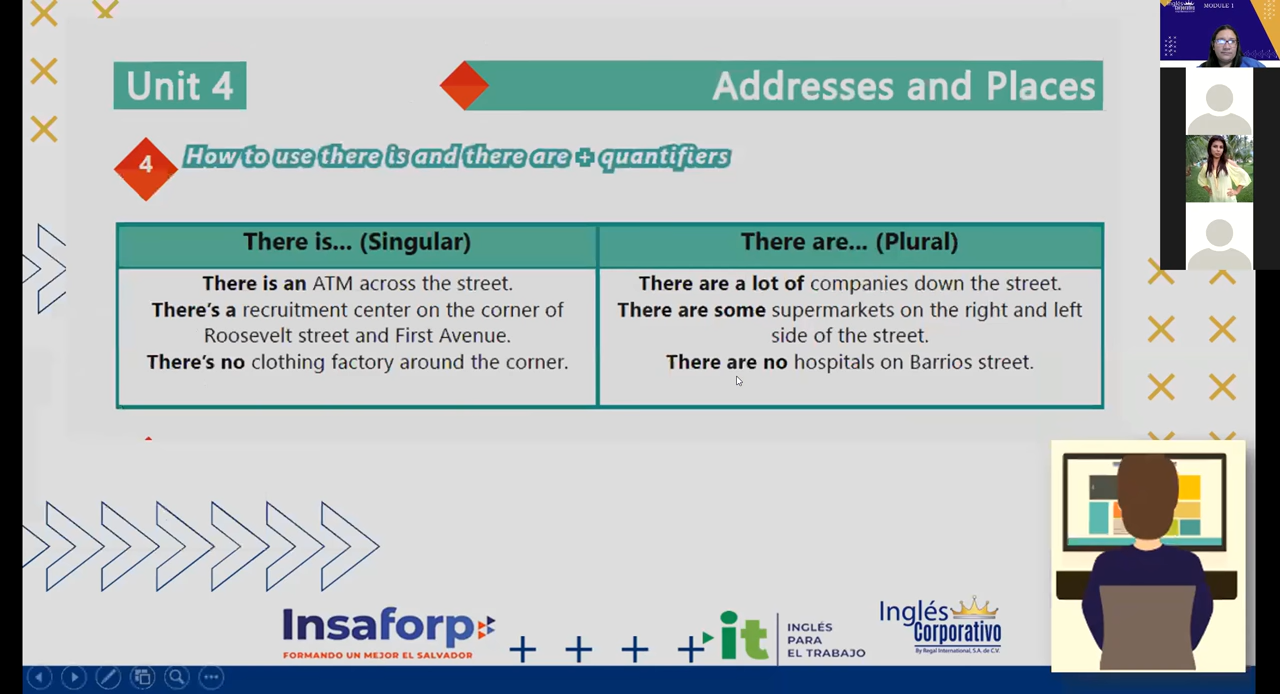 Inglés
Corporativo
MODULE 1
Unit 4
Addresses and Places
4
How to use there is and there are + quantifiers
There is... (Singular)
There is an ATM across the street.
There's a recruitment center on the corner of
Roosevelt street and First Avenue.
There's no clothing factory around the corner.
There are... (Plural)
There are a lot of companies down the street.
There are some supermarkets on the right and left
side of the street.
There are no hospitals on Barrios street.
Insaforp
FORMANDO UN MEJOR EL SALVADOR
it
INGLÉS
PARA
EL TRABAJO
Inglés
Corporativo
By Regal International, S.A. de C.V.